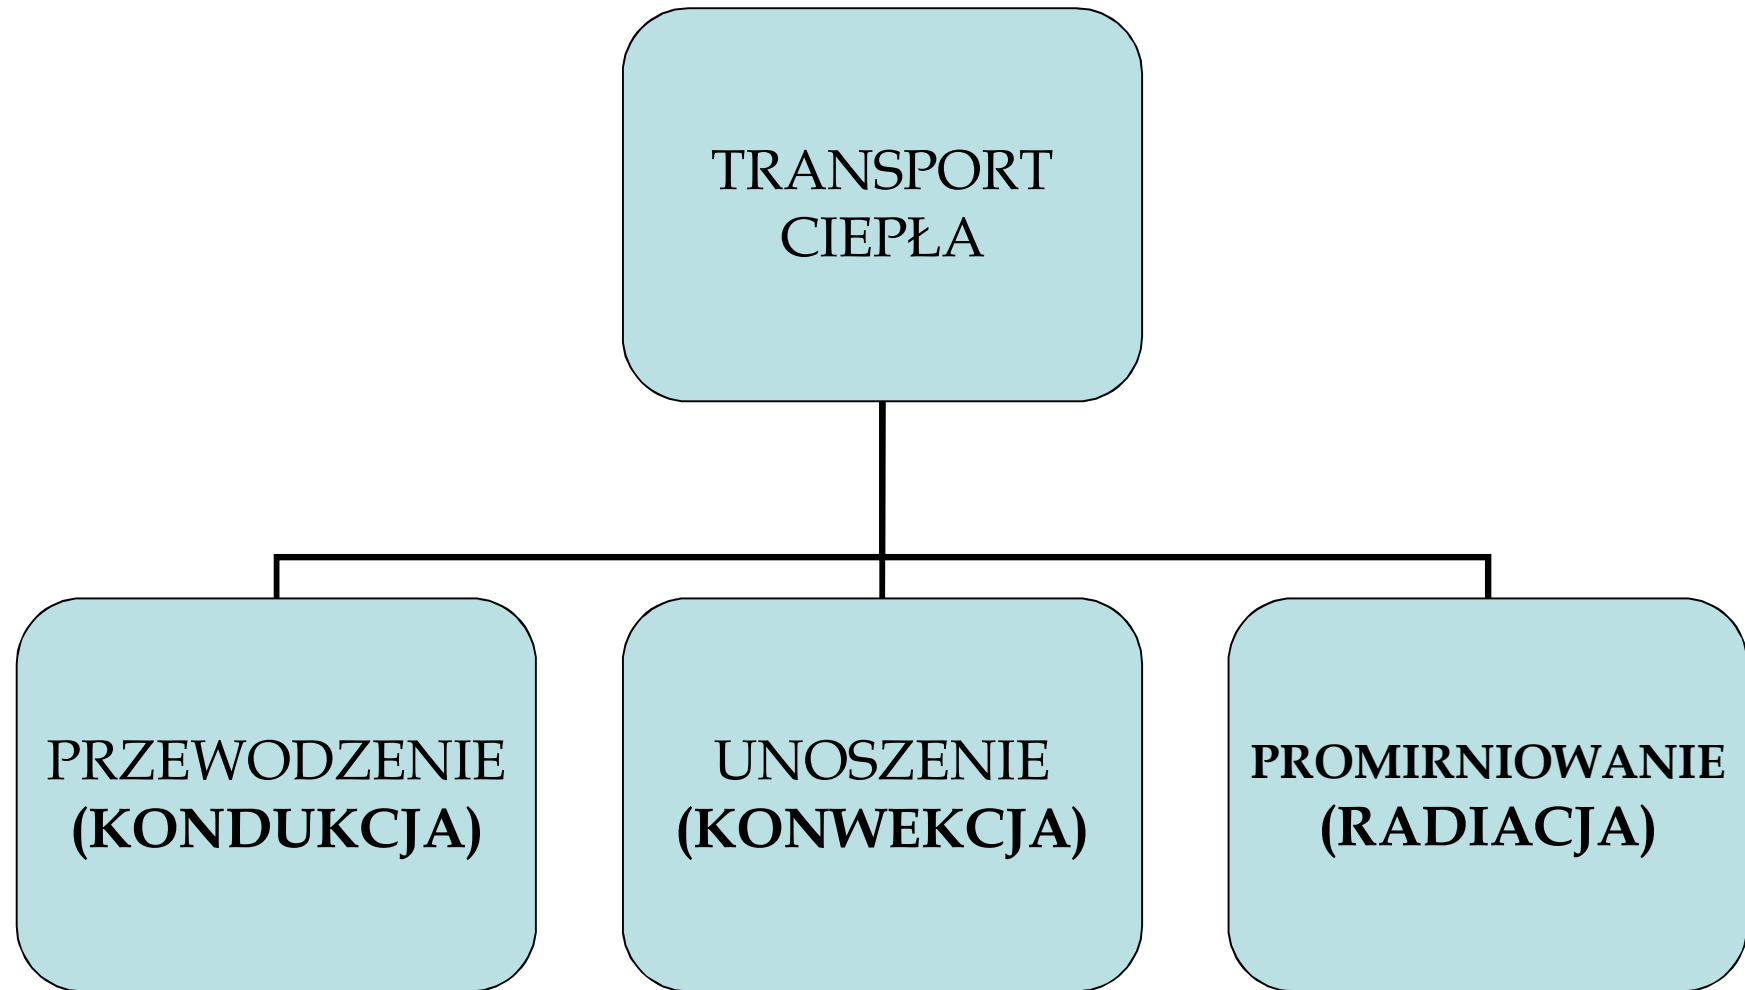 TRANSPORT
CIEPŁA
PRZEWODZENIE
(KONDUKCJA)
UNOSZENIE
(KONWEKCJA)
PROMIRNIOWANIE
(RADIACJA)